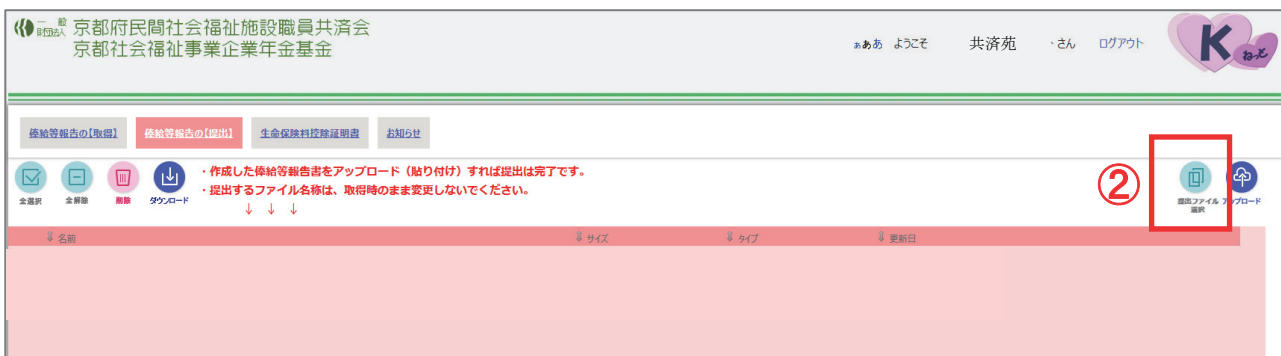 一般財団法人 京都府民間社会福祉施設職員共済会
京都社会福祉事業企業年金基金
ぁああ ようこそ 共済苑 さん ログアウト
K ねっと
俸給等報告の【取得】 俸給等報告の【提出】 生命保険料控除証明書 お知らせ
・作成した俸給等報告書をアップロード（貼り付け）すれば提出は完了です。
・提出するファイル名称は、取得時のまま変更しないでください。
↓ ↓ ↓
全選択 全解除 削除 ダウンロード
②
提出ファイル選択 アップロード
⇩ 名前 ⇩ サイズ ⇩ タイプ ⇩ 更新日